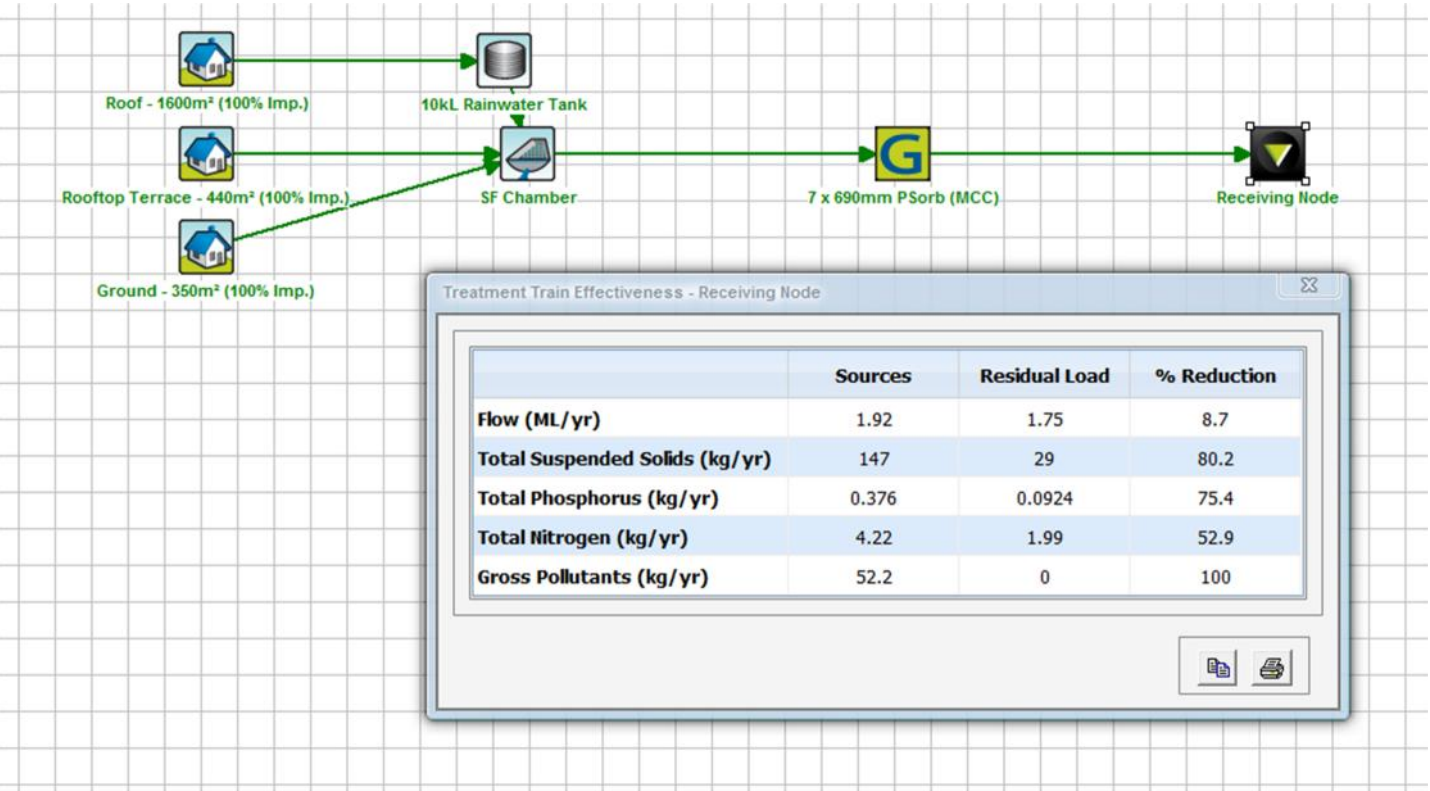 Roof - 1600m² (100% Imp.)
10kL Rainwater Tank
Rooftop Terrace - 440m² (100% Imp.)
SF Chamber
G
7 x 690mm PSorb (MCC)
Receiving Node
Ground - 350m² (100% Imp.)
Treatment Train Effectiveness - Receiving Node
Sources Residual Load % Reduction
Flow (ML/yr) 1.92 1.75 8.7
Total Suspended Solids (kg/yr) 147 29 80.2
Total Phosphorus (kg/yr) 0.376 0.0924 75.4
Total Nitrogen (kg/yr) 4.22 1.99 52.9
Gross Pollutants (kg/yr) 52.2 0 100